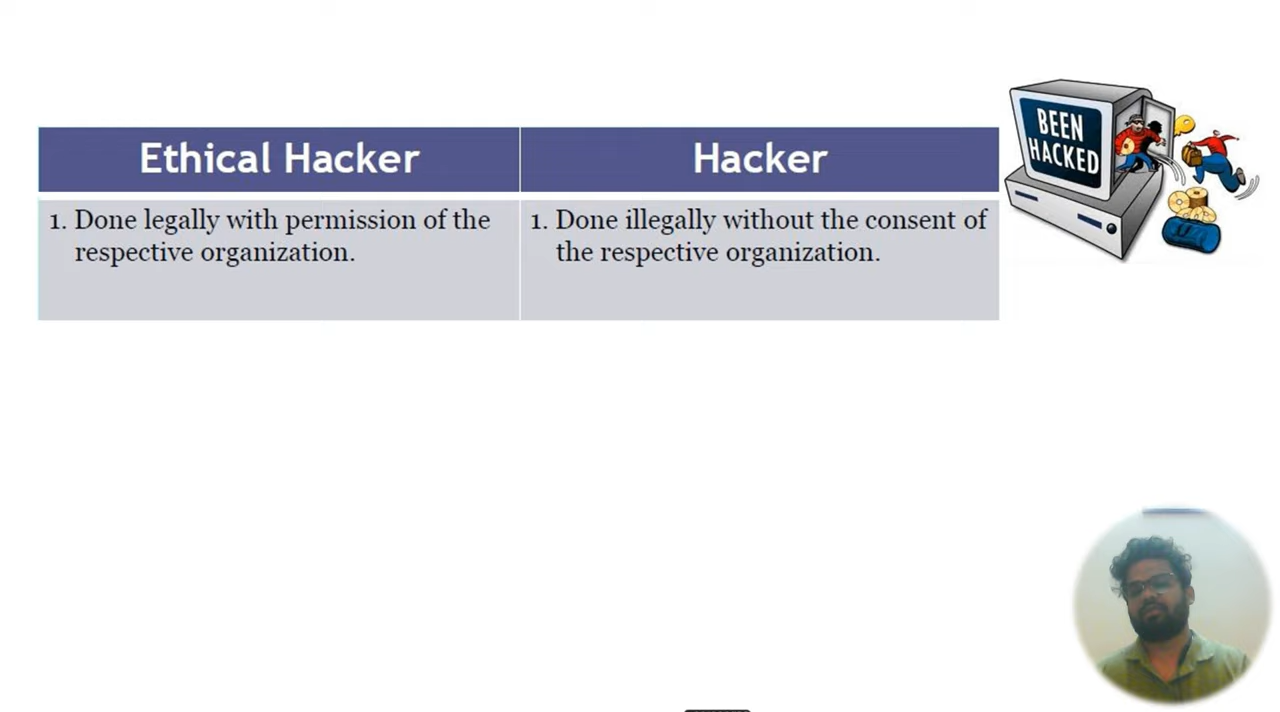 Ethical Hacker
Hacker
1. Done legally with permission of the
respective organization.
1. Done illegally without the consent of
the respective organization.
BEEN
HACKED